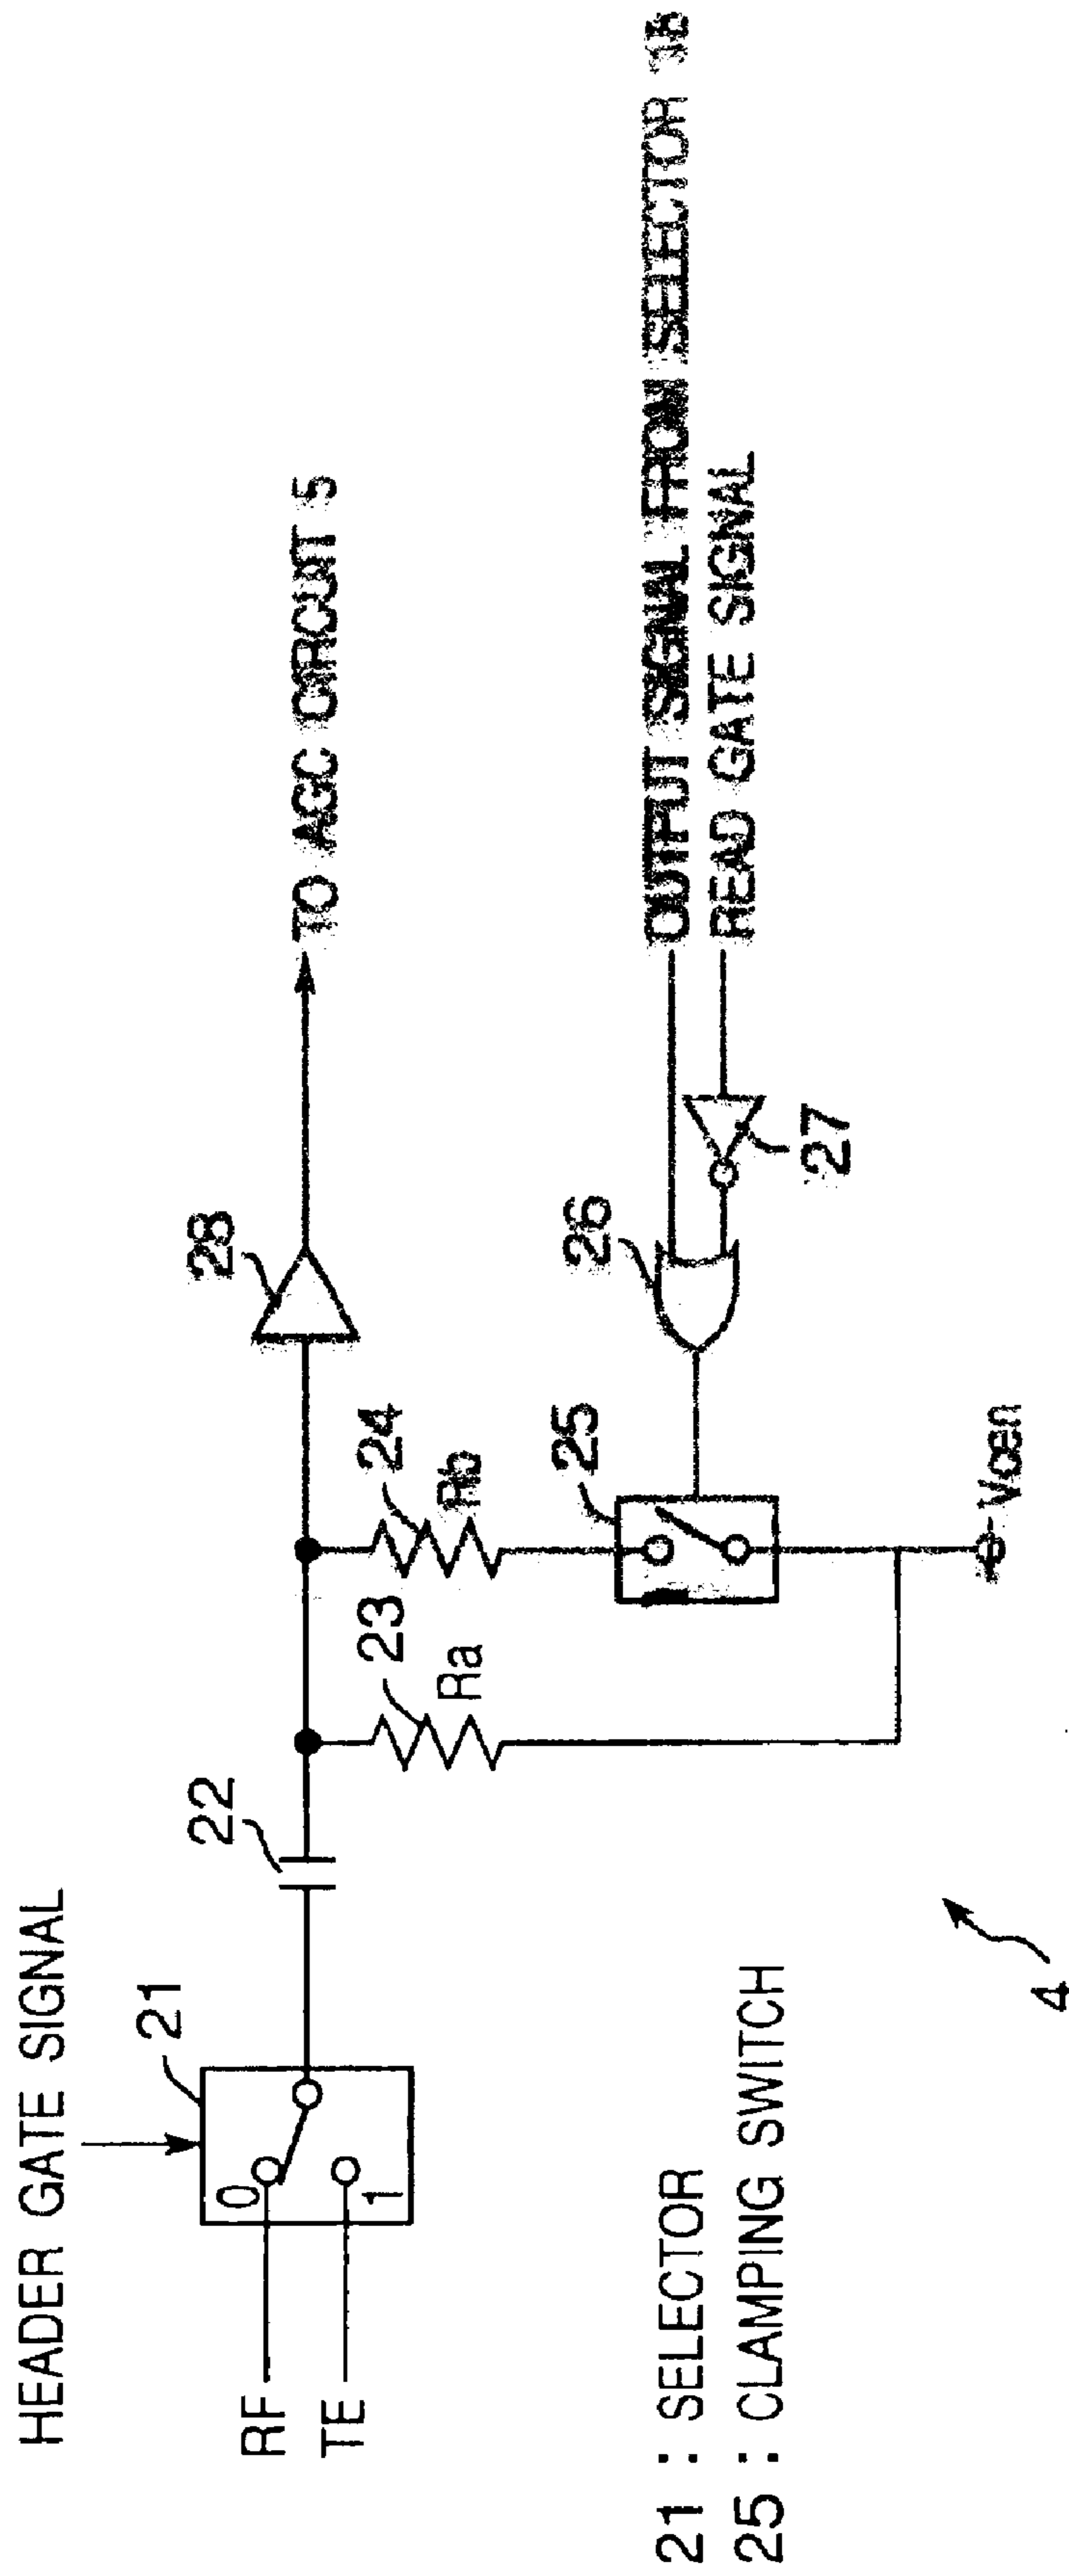 HEADER GATE SIGNAL
21
RF
TE
0
1
22
23
Ra
24
Rb
28
TO AGC CIRCUIT 5
25
26
27
OUTPUT SIGNAL FROM SELECTOR
READ GATE SIGNAL
Vcen
4
21 : SELECTOR
25 : CLAMPING SWITCH